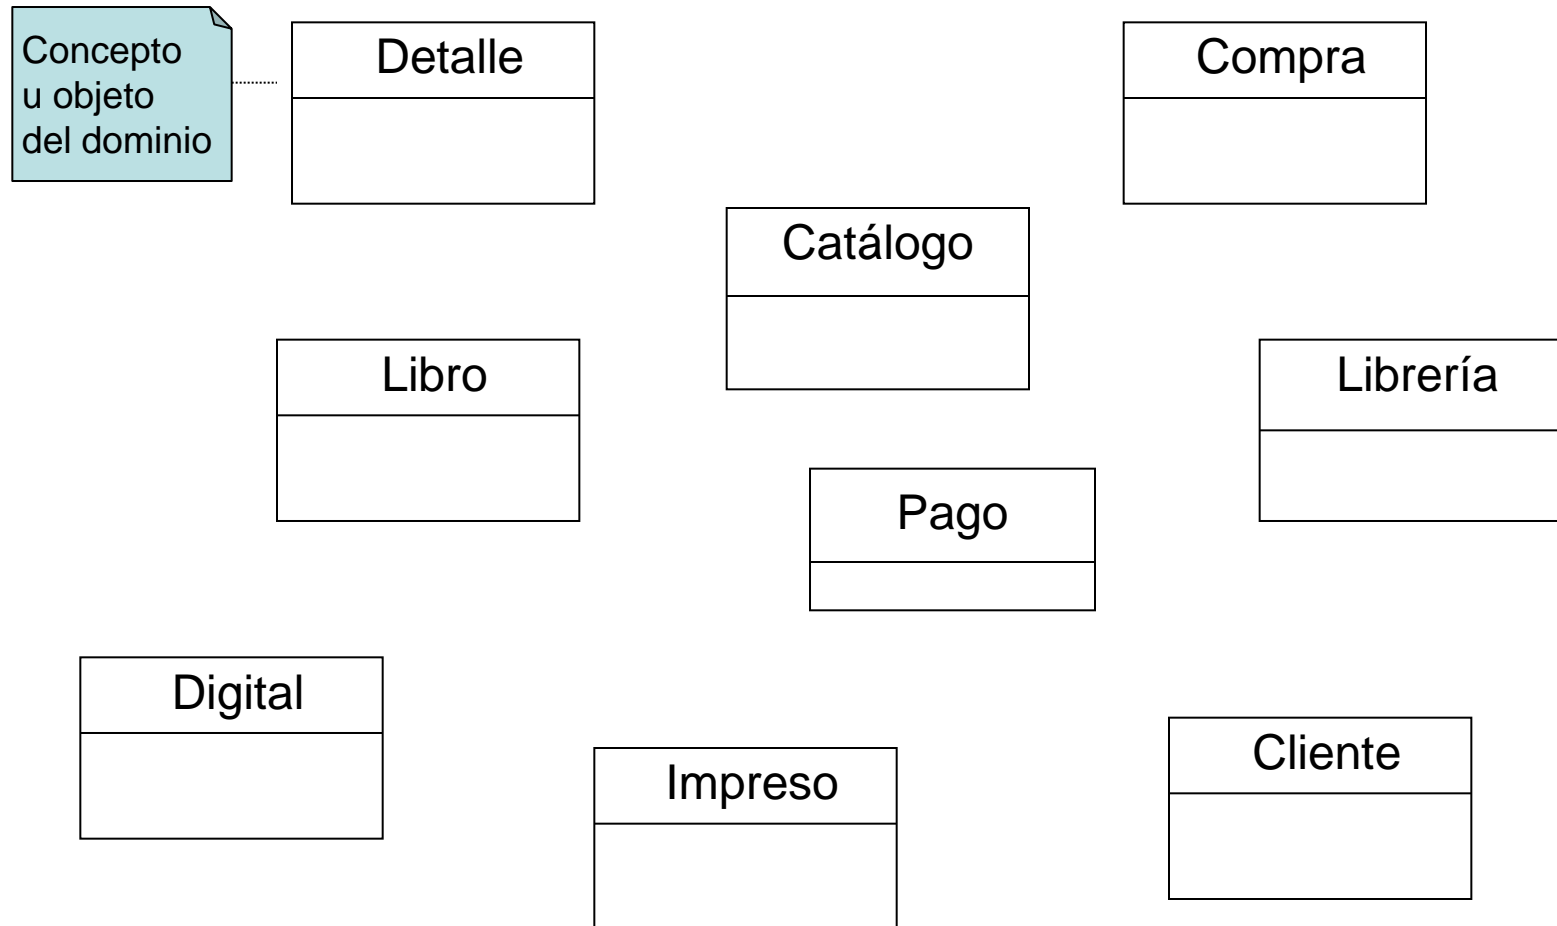 Concepto
u objeto
del dominio
Detalle
Compra
Catálogo
Libro
Librería
Pago
Digital
Impreso
Cliente